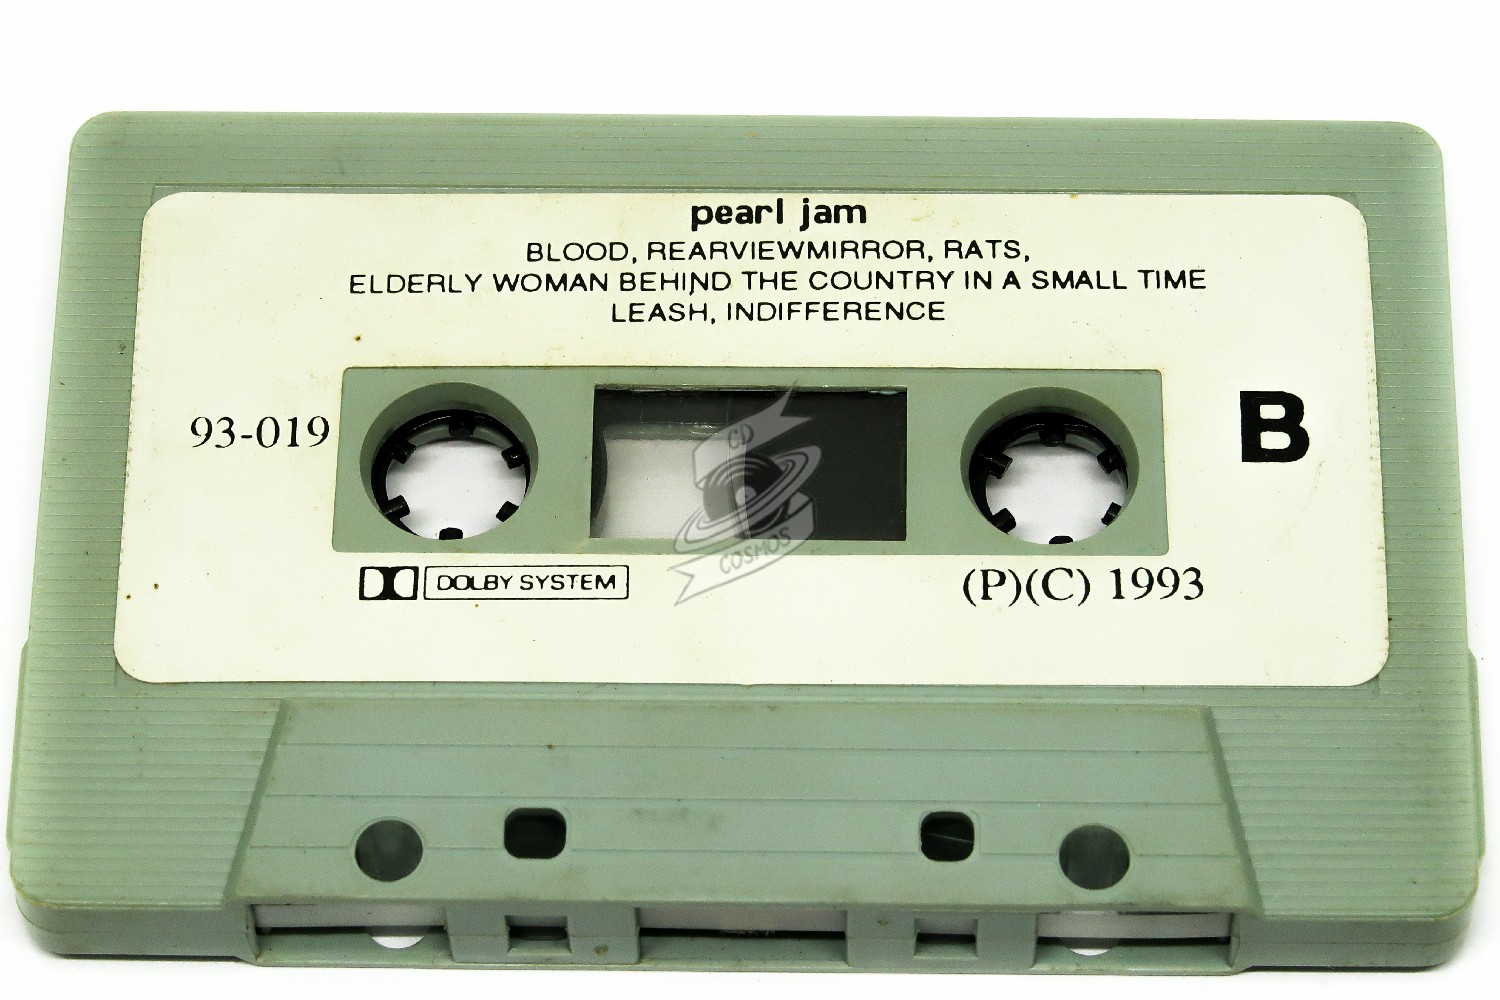 pearl jam
BLOOD, REARVIEWMIRROR, RATS,
ELDERLY WOMAN BEHIND THE COUNTRY IN A SMALL TIME
LEASH, INDIFFERENCE
93-019
B
CD
COSMOS
DOLBY SYSTEM
(P)(C) 1993